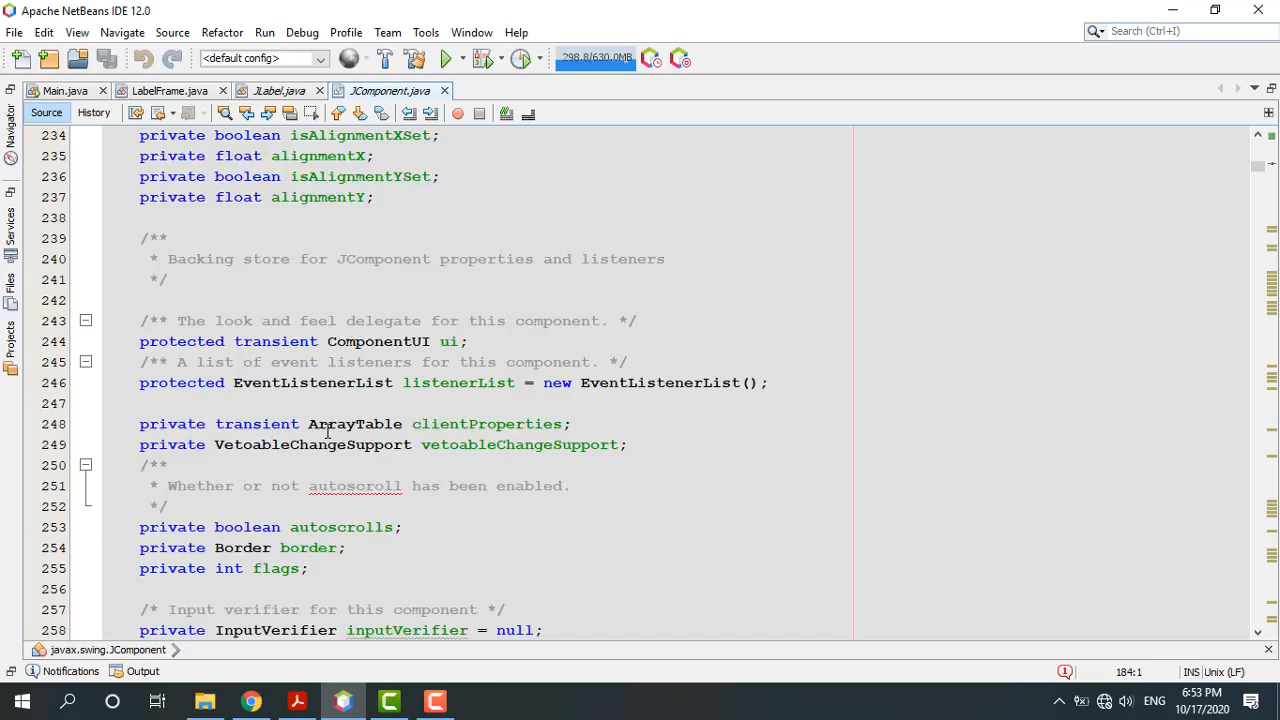 Apache NetBeans IDE 12.0
File Edit View Navigate Source Refactor Run Debug Profile Team Tools Window Help
Search (Ctrl+I)
<default config>
298.8/630.0MB
Main.java LabelFrame.java JLabel.java JComponent.java
Source History
Navigator
Services
Files
Projects
234 private boolean isAlignmentXSet;
235 private float alignmentX;
236 private boolean isAlignmentYSet;
237 private float alignmentY;
238
239 /**
240 * Backing store for JComponent properties and listeners
241 */
242
243 /** The look and feel delegate for this component. */
244 protected transient ComponentUI ui;
245 /** A list of event listeners for this component. */
246 protected EventListenerList listenerList = new EventListenerList();
247
248 private transient ArrayTable clientProperties;
249 private VetoableChangeSupport vetoableChangeSupport;
250 /**
251 * Whether or not autoscroll has been enabled.
252 */
253 private boolean autoscrolls;
254 private Border border;
255 private int flags;
256
257 /* Input verifier for this component */
258 private InputVerifier inputVerifier = null;
javax.swing.JComponent
Notifications Output
184:1 INS Unix (LF)
ENG
6:53 PM
10/17/2020